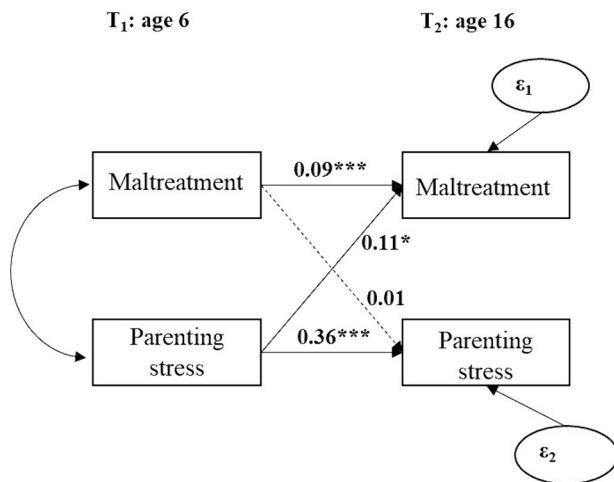 T₁: age 6
T₂: age 16
ε₁
Maltreatment
0.09***
Maltreatment
0.11*
0.01
Parenting
stress
0.36***
Parenting
stress
ε₂